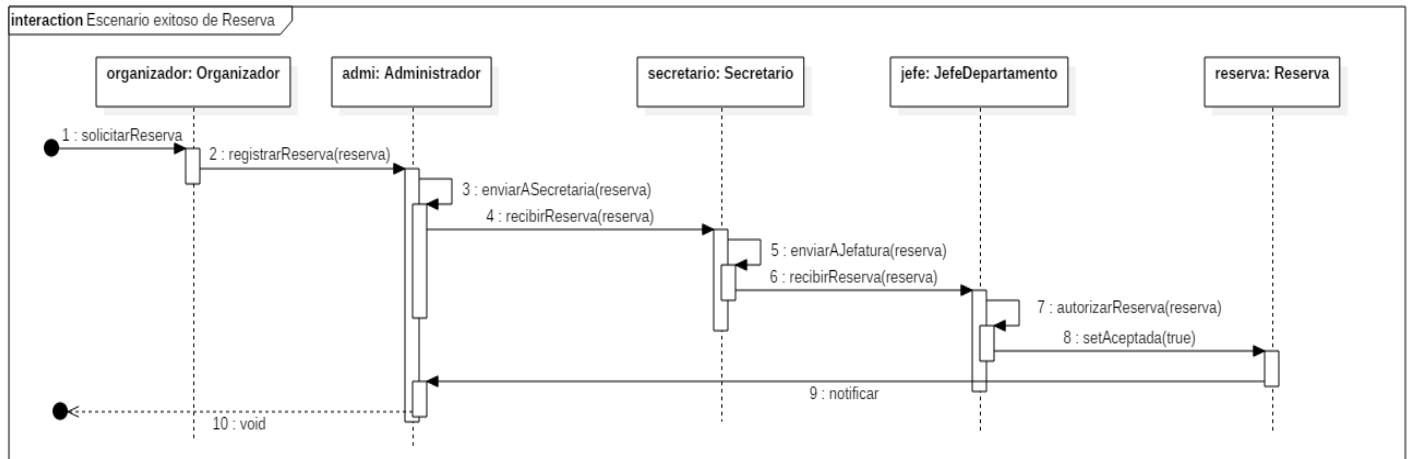 interaction Escenario exitoso de Reserva
organizador: Organizador
admi: Administrador
secretario: Secretario
jefe: JefeDepartamento
reserva: Reserva
1 : solicitarReserva
2 : registrarReserva(reserva)
3 : enviarASecretaria(reserva)
4 : recibirReserva(reserva)
5 : enviarAJefatura(reserva)
6 : recibirReserva(reserva)
7 : autorizarReserva(reserva)
8 : setAceptada(true)
9 : notificar
10 : void